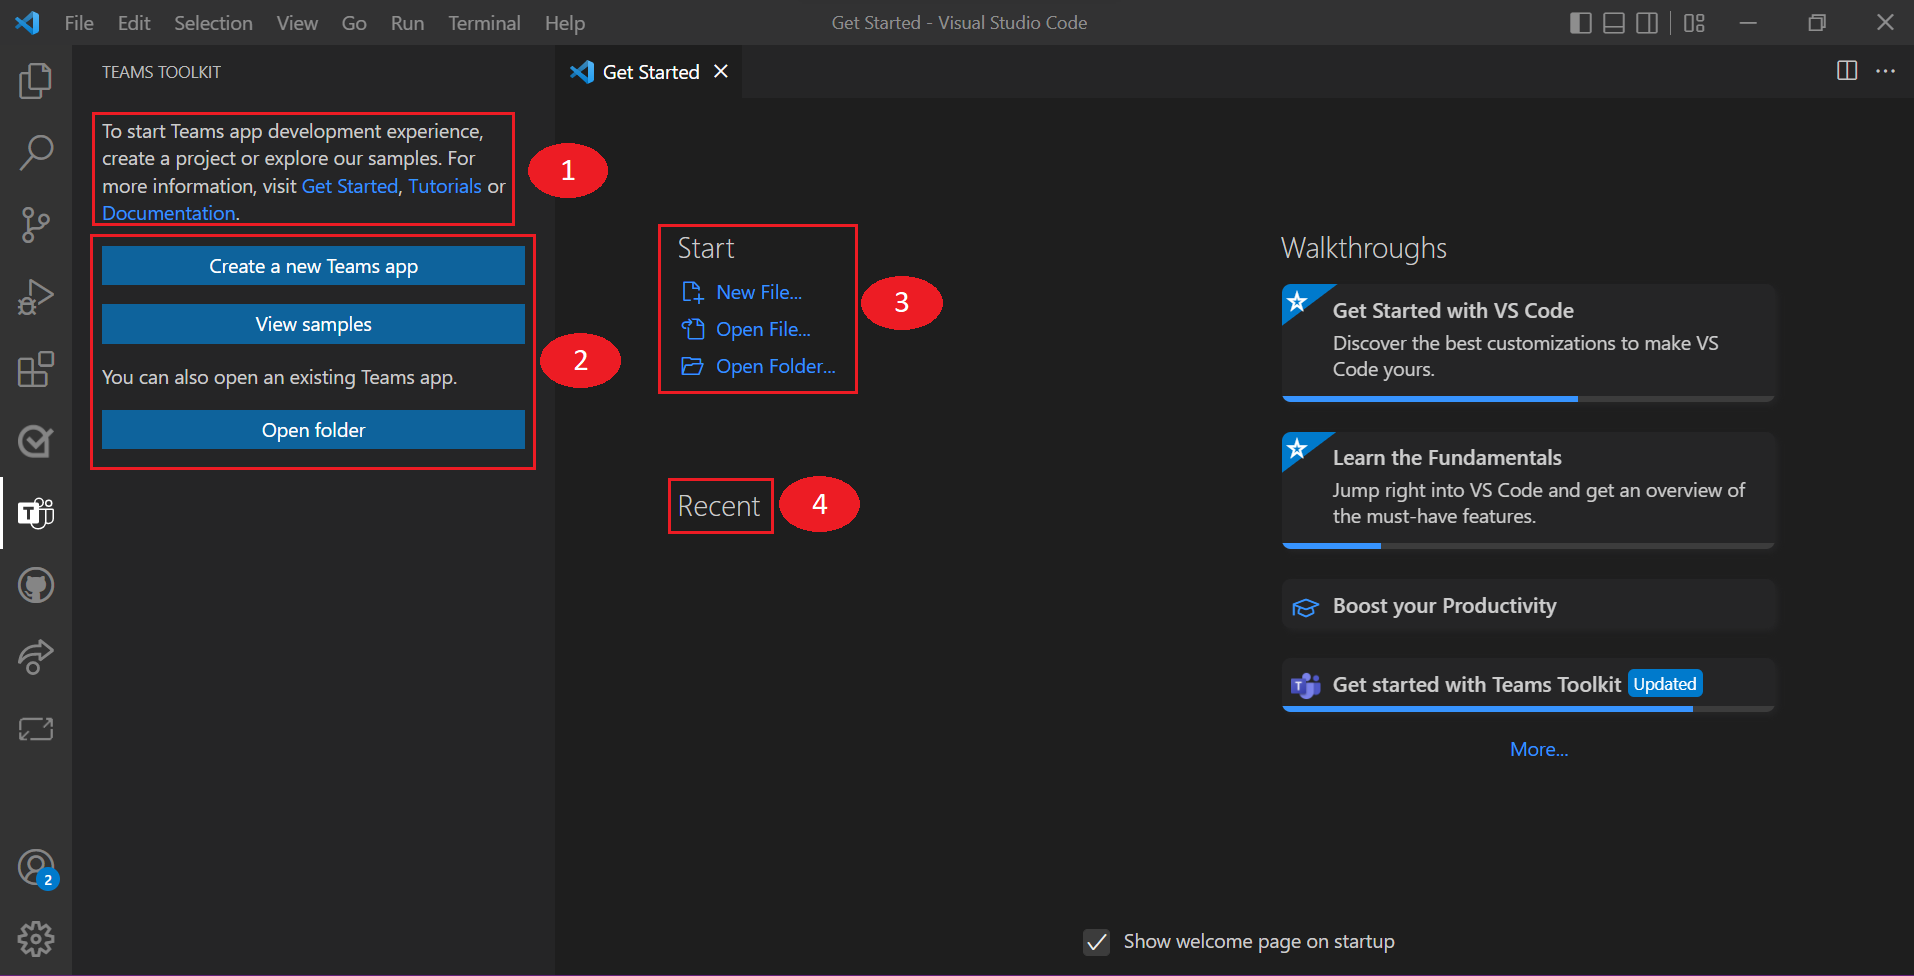 File Edit Selection View Go Run Terminal Help
Get Started - Visual Studio Code
TEAMS TOOLKIT
To start Teams app development experience,
create a project or explore our samples. For
more information, visit Get Started, Tutorials or
Documentation.
1
Create a new Teams app
View samples
You can also open an existing Teams app.
Open folder
2
T
2
Get Started
Start
New File...
Open File...
Open Folder...
3
Recent
4
Walkthroughs
Get Started with VS Code
Discover the best customizations to make VS
Code yours.
Learn the Fundamentals
Jump right into VS Code and get an overview of
the must-have features.
Boost your Productivity
T
Get started with Teams Toolkit Updated
More...
Show welcome page on startup